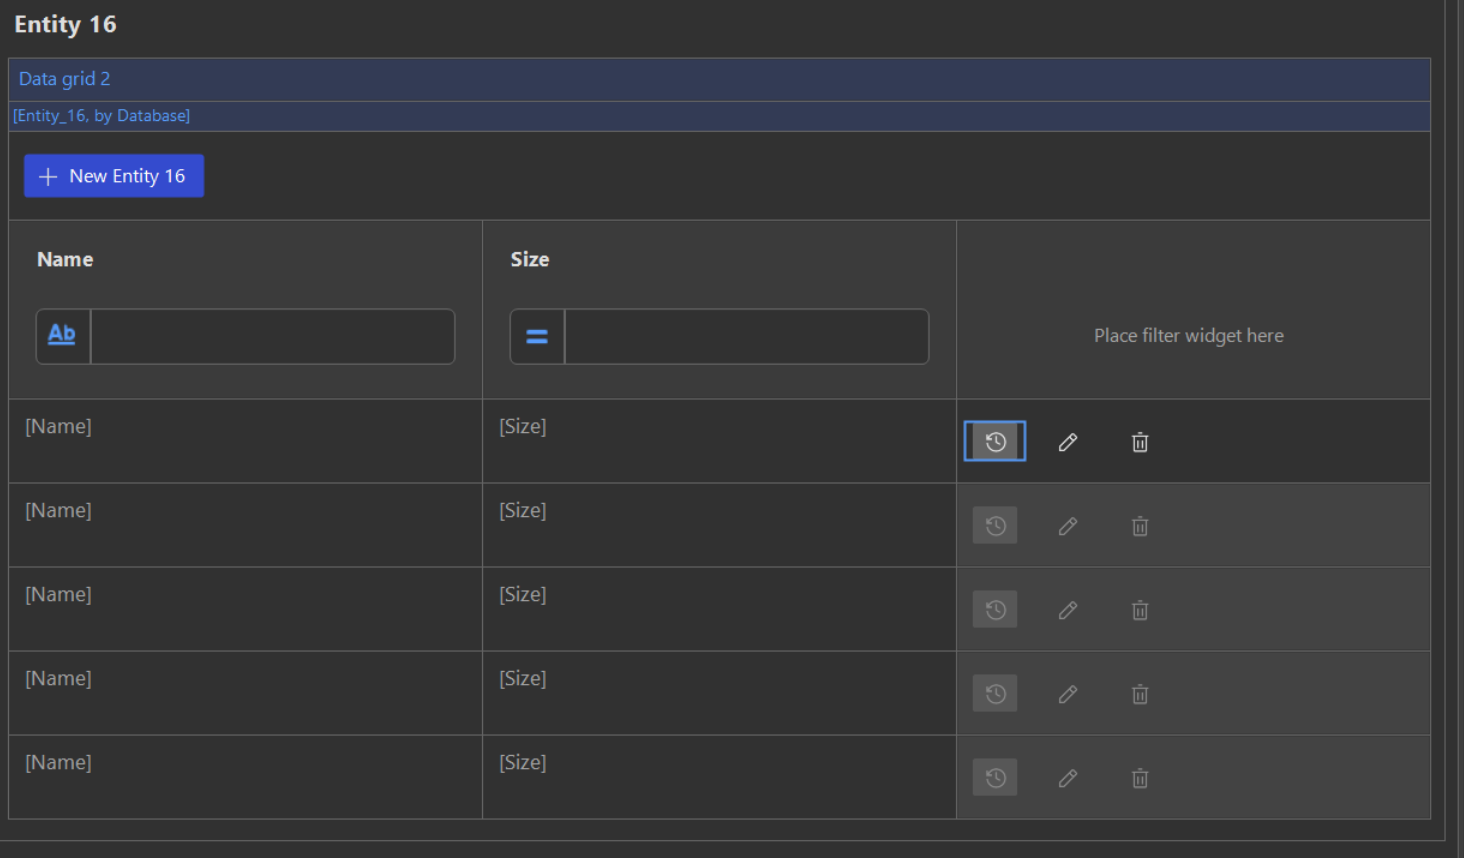 Entity 16
Data grid 2
[Entity_16, by Database]
New Entity 16
Name
Size
Ab
Place filter widget here
[Name]
[Size]
[Name]
[Size]
[Name]
[Size]
[Name]
[Size]
[Name]
[Size]